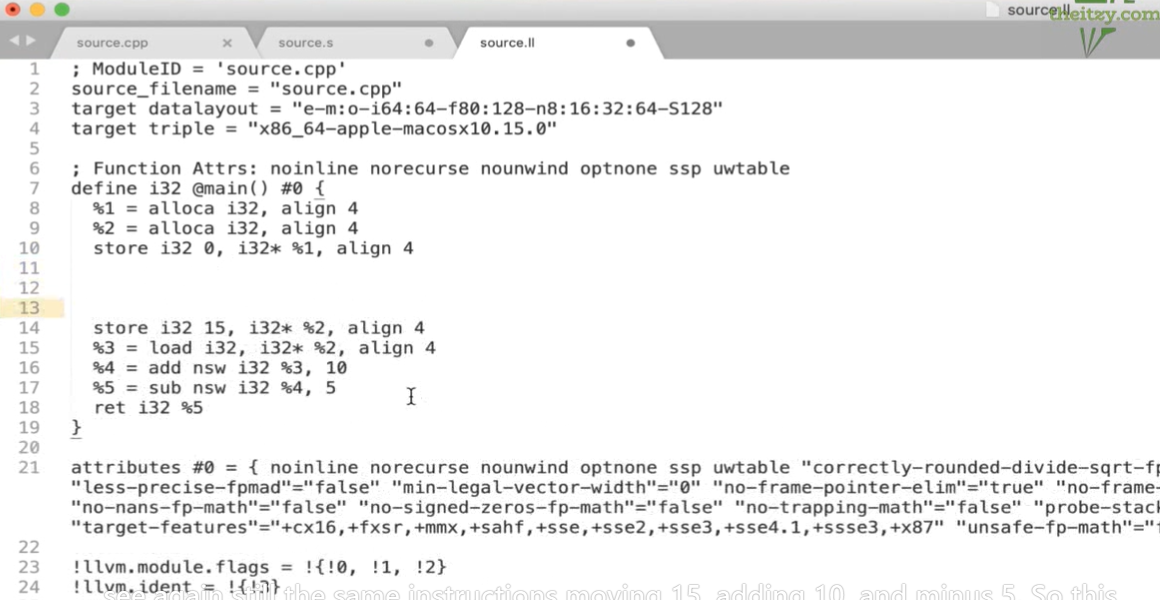 source.ll
theitzy.com
source.cpp ×
source.s
source.ll
1 ; ModuleID = 'source.cpp'
2 source_filename = "source.cpp"
3 target datalayout = "e-m:o-i64:64-f80:128-n8:16:32:64-S128"
4 target triple = "x86_64-apple-macosx10.15.0"
5
6 ; Function Attrs: noinline norecurse nounwind optnone ssp uwtable
7 define i32 @main() #0 {
8 %1 = alloca i32, align 4
9 %2 = alloca i32, align 4
10 store i32 0, i32* %1, align 4
11
12
13
14 store i32 15, i32* %2, align 4
15 %3 = load i32, i32* %2, align 4
16 %4 = add nsw i32 %3, 10
17 %5 = sub nsw i32 %4, 5
18 ret i32 %5
19 }
20
21 attributes #0 = { noinline norecurse nounwind optnone ssp uwtable "correctly-rounded-divide-sqrt-fp
"less-precise-fpmad"="false" "min-legal-vector-width"="0" "no-frame-pointer-elim"="true" "no-frame-
"no-nans-fp-math"="false" "no-signed-zeros-fp-math"="false" "no-trapping-math"="false" "probe-stack
"target-features"="+cx16,+fxsr,+mmx,+sahf,+sse,+sse2,+sse3,+sse4.1,+ssse3,+x87" "unsafe-fp-math"="f
22
23 !llvm.module.flags = !{!0, !1, !2}
24 !llvm.ident = !{!3}
see again still the same instructions moving 15, adding 10, and minus 5. So this